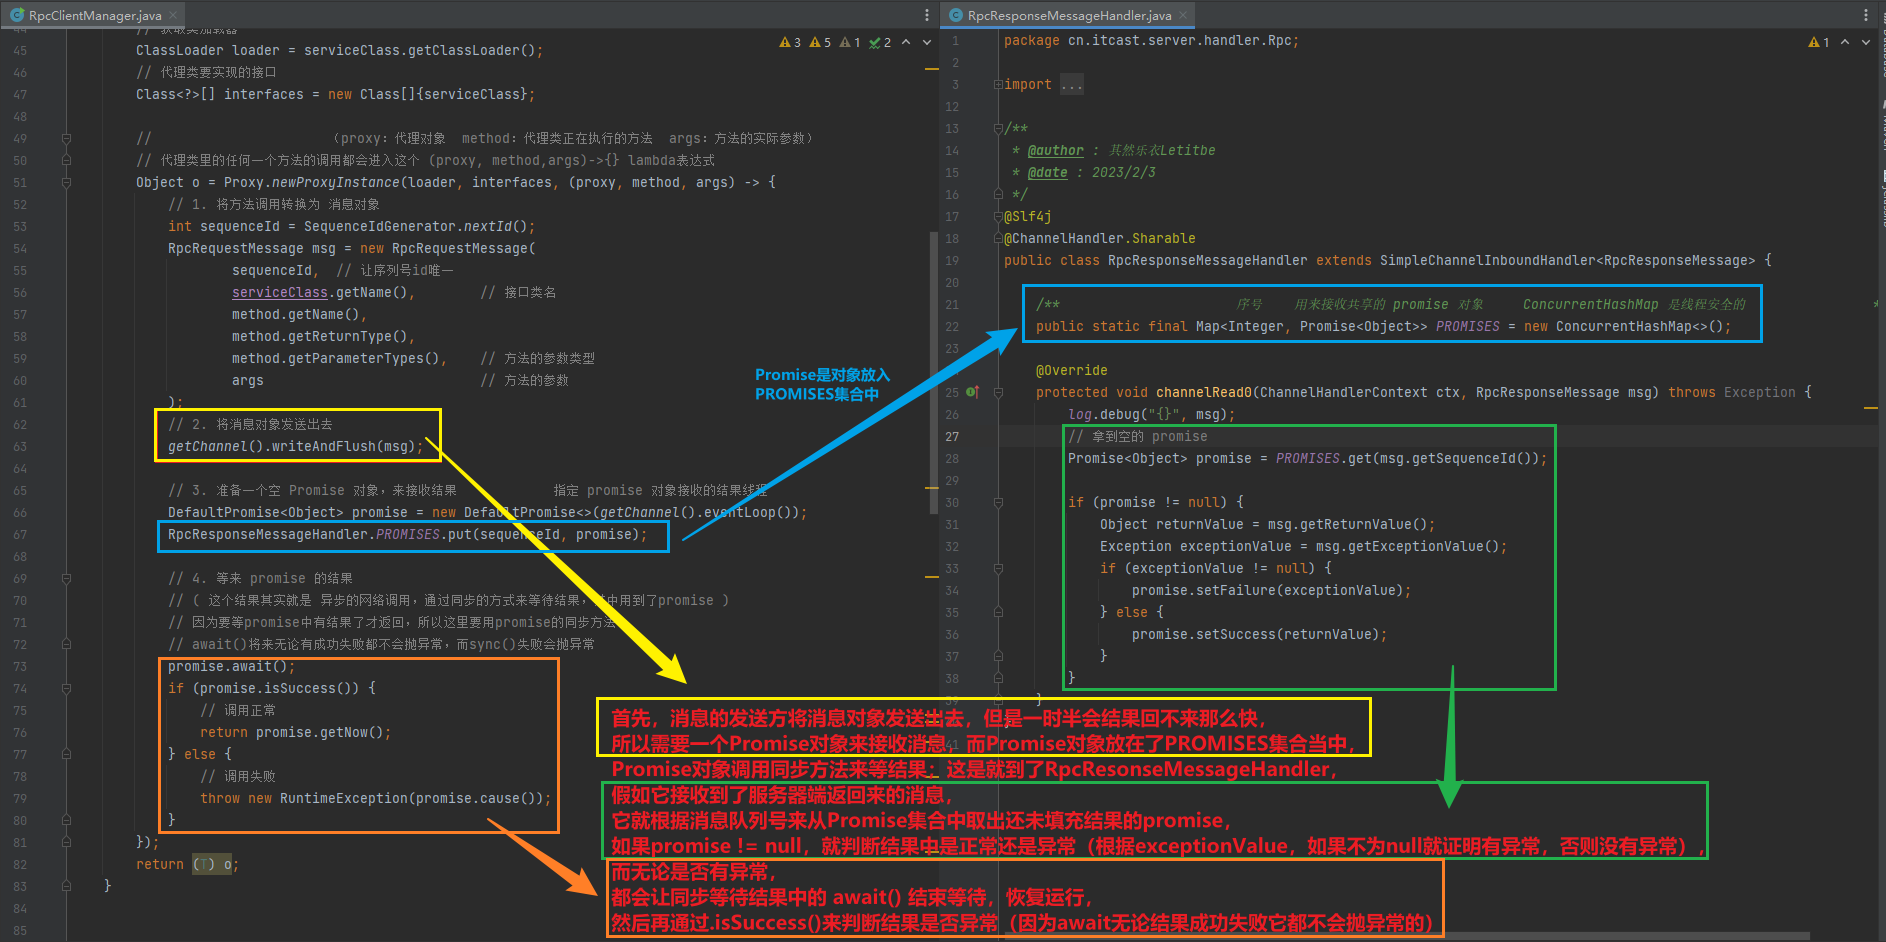 RpcClientManager.java
RpcResponseMessageHandler.java
3 5 1 2
1
44 // 获取类加载器
45 ClassLoader loader = serviceClass.getClassLoader();
46 // 代理类要实现的接口
47 Class<?>[] interfaces = new Class[]{serviceClass};
48
49 // （proxy：代理对象 method：代理类正在执行的方法 args：方法的实际参数）
50 // 代理类里的任何一个方法的调用都会进入这个 (proxy, method,args)->{} lambda表达式
51 Object o = Proxy.newProxyInstance(loader, interfaces, (proxy, method, args) -> {
52 // 1. 将方法调用转换为 消息对象
53 int sequenceId = SequenceIdGenerator.nextId();
54 RpcRequestMessage msg = new RpcRequestMessage(
55 sequenceId, // 让序列号id唯一
56 serviceClass.getName(), // 接口类名
57 method.getName(),
58 method.getReturnType(),
59 method.getParameterTypes(), // 方法的参数类型
60 args // 方法的参数
61 );
62 // 2. 将消息对象发送出去
63 getChannel().writeAndFlush(msg);
64
65 // 3. 准备一个空 Promise 对象，来接收结果 指定 promise 对象接收的结果线程
66 DefaultPromise<Object> promise = new DefaultPromise<>(getChannel().eventLoop());
67 RpcResponseMessageHandler.PROMISES.put(sequenceId, promise);
68
69 // 4. 等来 promise 的结果
70 // ( 这个结果其实就是 异步的网络调用，通过同步的方式来等待结果，其中用到了promise )
71 // 因为要等promise中有结果了才返回，所以这里要用promise的同步方法
72 // await()将来无论有成功失败都不会抛异常，而sync()失败会抛异常
73 promise.await();
74 if (promise.isSuccess()) {
75 // 调用正常
76 return promise.getNow();
77 } else {
78 // 调用失败
79 throw new RuntimeException(promise.cause());
80 }
81 });
82 return (T) o;
83 }
84
85
Promise是对象放入
PROMISES集合中
1 package cn.itcast.server.handler.Rpc;
2
3 import ...
12
13 /**
14 * @author : 其然乐衣Letitbe
15 * @date : 2023/2/3
16 */
17 @Slf4j
18 @ChannelHandler.Sharable
19 public class RpcResponseMessageHandler extends SimpleChannelInboundHandler<RpcResponseMessage> {
20
21 /** 序号 用来接收共享的 promise 对象 ConcurrentHashMap 是线程安全的 *
22 public static final Map<Integer, Promise<Object>> PROMISES = new ConcurrentHashMap<>();
23
@Override
25 protected void channelRead0(ChannelHandlerContext ctx, RpcResponseMessage msg) throws Exception {
26 log.debug("{}", msg);
27 // 拿到空的 promise
28 Promise<Object> promise = PROMISES.get(msg.getSequenceId());
29
30 if (promise != null) {
31 Object returnValue = msg.getReturnValue();
32 Exception exceptionValue = msg.getExceptionValue();
33 if (exceptionValue != null) {
34 promise.setFailure(exceptionValue);
35 } else {
36 promise.setSuccess(returnValue);
37 }
38 }
39 }
41
首先，消息的发送方将消息对象发送出去，但是一时半会结果回不来那么快，
所以需要一个Promise对象来接收消息，而Promise对象放在了PROMISES集合当中，
Promise对象调用同步方法来等结果；这是就到了RpcResonseMessageHandler，
假如它接收到了服务器端返回来的消息，
它就根据消息队列号来从Promise集合中取出还未填充结果的promise，
如果promise != null，就判断结果中是正常还是异常（根据exceptionValue，如果不为null就证明有异常，否则没有异常），
而无论是否有异常，
都会让同步等待结果中的 await() 结束等待，恢复运行，
然后再通过.isSuccess()来判断结果是否异常（因为await无论结果成功失败它都不会抛异常的）